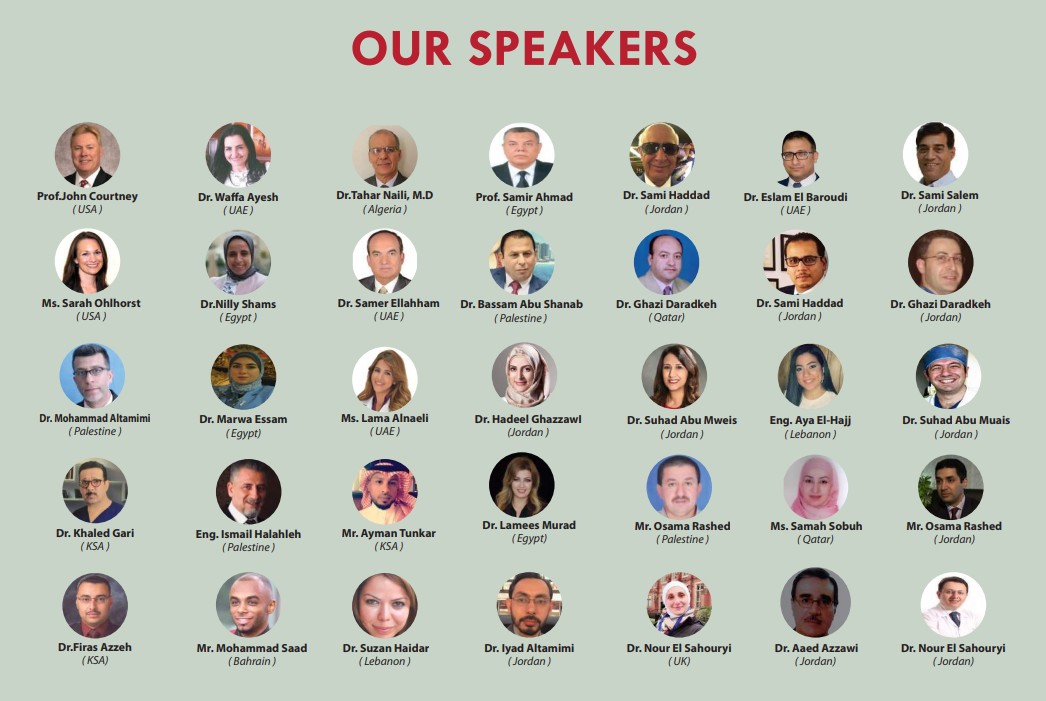 OUR SPEAKERS
Prof.John Courtney
( USA )
Dr. Waffa Ayesh
( UAE )
Dr.Tahar Naili, M.D
( Algeria )
Prof. Samir Ahmad
( Egypt )
Dr. Sami Haddad
( Jordan )
Dr. Eslam El Baroudi
( UAE )
Dr. Sami Salem
( Jordan )
Ms. Sarah Ohlhorst
( USA )
Dr.Nilly Shams
( Egypt )
Dr. Samer Ellahham
( UAE )
Dr. Bassam Abu Shanab
( Palestine )
Dr. Ghazi Daradkeh
( Qatar)
Dr. Sami Haddad
( Jordan )
Dr. Ghazi Daradkeh
( Jordan)
Dr. Mohammad Altamimi
( Palestine )
Dr. Marwa Essam
( Egypt)
Ms. Lama Alnaeli
( UAE )
Dr. Hadeel Ghazzawl
(Jordan )
Dr. Suhad Abu Mweis
( Jordan )
Eng. Aya El-Hajj
( Lebanon )
Dr. Suhad Abu Muais
( Jordan )
Dr. Khaled Gari
( KSA )
Eng. Ismail Halahleh
( Palestine )
Mr. Ayman Tunkar
( KSA )
Dr. Lamees Murad
( Egypt)
Mr. Osama Rashed
( Palestine )
Ms. Samah Sobuh
( Qatar)
Mr. Osama Rashed
( Jordan)
Dr.Firas Azzeh
( KSA)
Mr. Mohammad Saad
( Bahrain )
Dr. Suzan Haidar
( Lebanon )
Dr. Iyad Altamimi
( Jordan )
Dr. Nour El Sahouryi
( UK)
Dr. Aaed Azzawi
( Jordan)
Dr. Nour El Sahouryi
( Jordan)